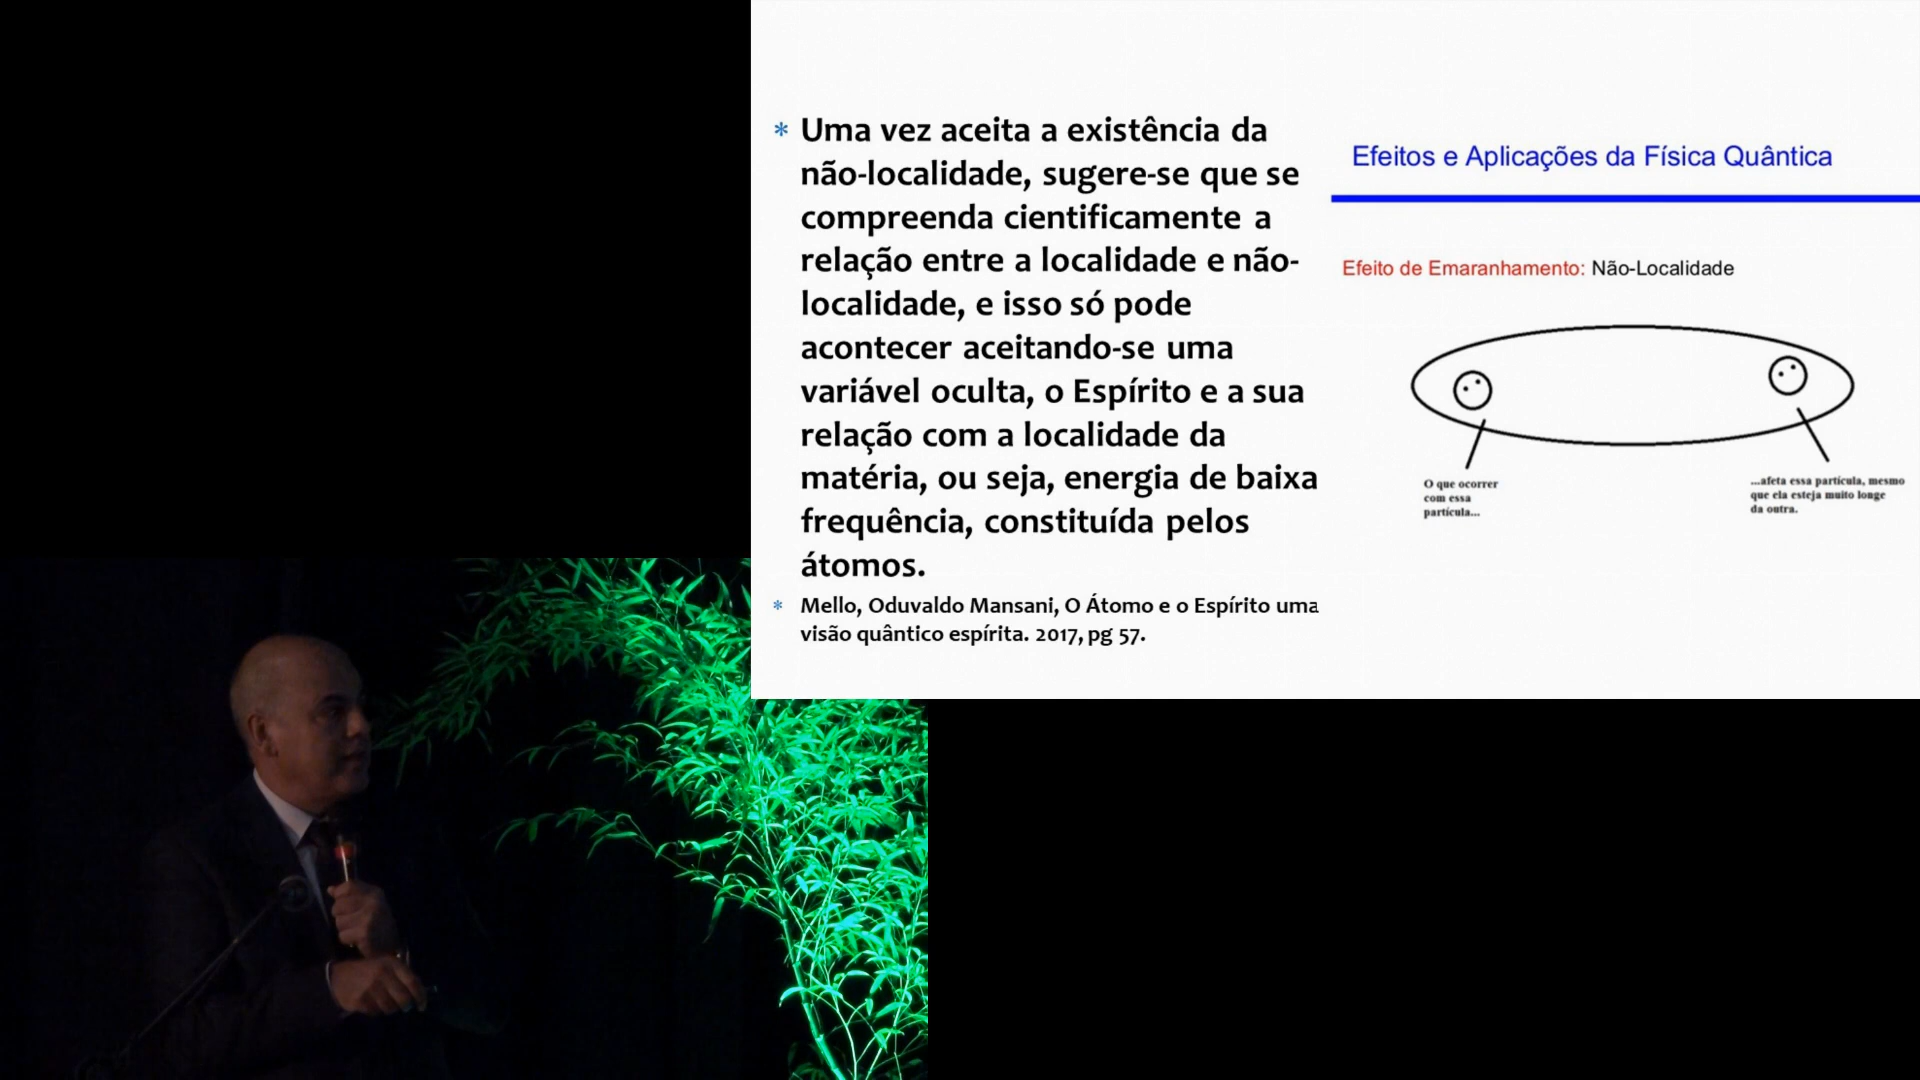 * Uma vez aceita a existência da
não-localidade, sugere-se que se
compreenda cientificamente a
relação entre a localidade e não-
localidade, e isso só pode
acontecer aceitando-se uma
variável oculta, o Espírito e a sua
relação com a localidade da
matéria, ou seja, energia de baixa
frequência, constituída pelos
átomos.
* Mello, Oduvaldo Mansani, O Átomo e o Espírito uma
visão quântico espírita. 2017, pg 57.
Efeitos e Aplicações da Física Quântica
Efeito de Emaranhamento: Não-Localidade
O que ocorrer
com essa
partícula...
...afeta essa partícula, mesmo
que ela esteja muito longe
da outra.